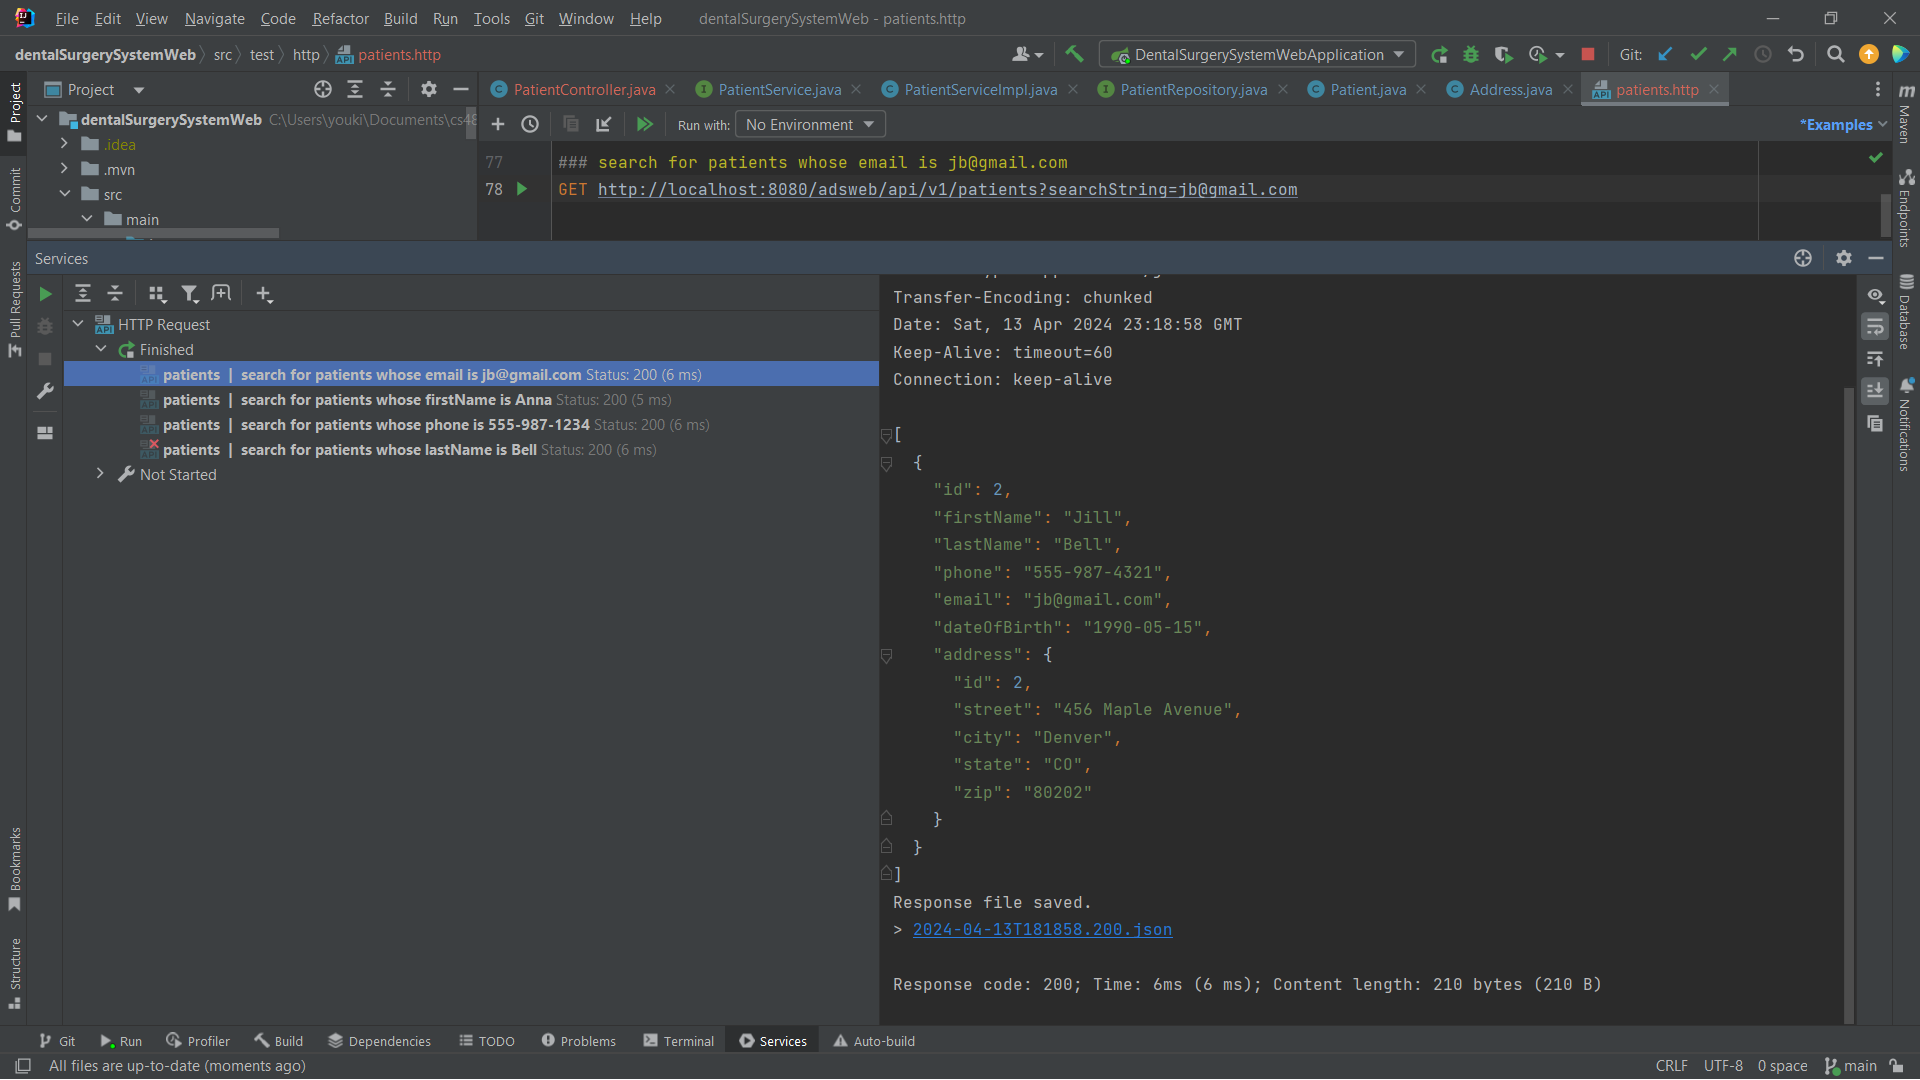 File Edit View Navigate Code Refactor Build Run Tools Git Window Help dentalSurgerySystemWeb - patients.http
dentalSurgerySystemWeb src test http patients.http
DentalSurgerySystemWebApplication Git:
Project
PatientController.java PatientService.java PatientServiceImpl.java PatientRepository.java Patient.java Address.java patients.http
dentalSurgerySystemWeb C:\Users\youki\Documents\cs48
Run with: No Environment *Examples
.idea
.mvn
src
main
77 ### search for patients whose email is jb@gmail.com
78 GET http://localhost:8080/adsweb/api/v1/patients?searchString=jb@gmail.com
Project
Commit
Pull Requests
Bookmarks
Structure
Maven
Endpoints
Database
Notifications
Services
HTTP Request
Finished
patients | search for patients whose email is jb@gmail.com Status: 200 (6 ms)
patients | search for patients whose firstName is Anna Status: 200 (5 ms)
patients | search for patients whose phone is 555-987-1234 Status: 200 (6 ms)
patients | search for patients whose lastName is Bell Status: 200 (6 ms)
Not Started
Transfer-Encoding: chunked
Date: Sat, 13 Apr 2024 23:18:58 GMT
Keep-Alive: timeout=60
Connection: keep-alive
[
{
"id": 2,
"firstName": "Jill",
"lastName": "Bell",
"phone": "555-987-4321",
"email": "jb@gmail.com",
"dateOfBirth": "1990-05-15",
"address": {
"id": 2,
"street": "456 Maple Avenue",
"city": "Denver",
"state": "CO",
"zip": "80202"
}
}
]
Response file saved.
> 2024-04-13T181858.200.json
Response code: 200; Time: 6ms (6 ms); Content length: 210 bytes (210 B)
Git Run Profiler Build Dependencies TODO Problems Terminal Services Auto-build
All files are up-to-date (moments ago) CRLF UTF-8 0 space main